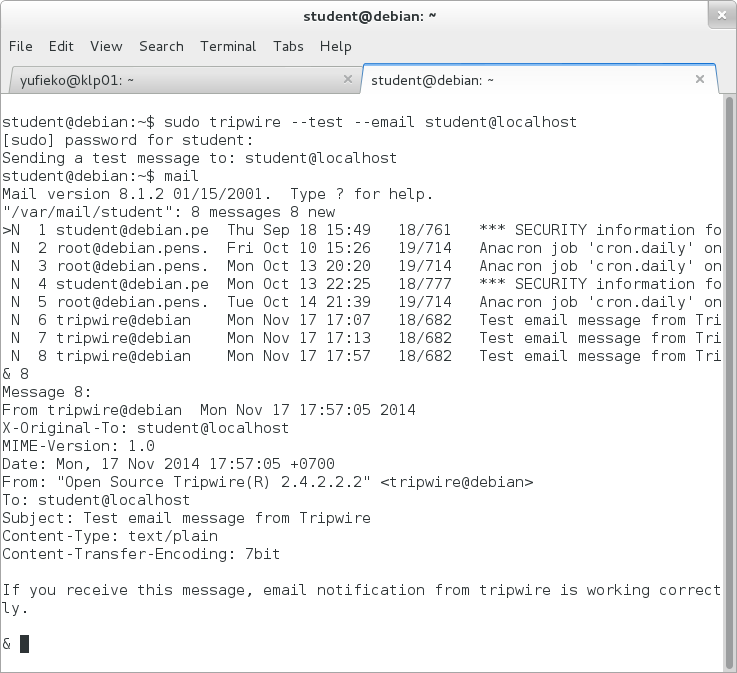 student@debian: ~
File Edit View Search Terminal Tabs Help
yufieko@klp01: ~ × student@debian: ~ ×
student@debian:~$ sudo tripwire --test --email student@localhost
[sudo] password for student:
Sending a test message to: student@localhost
student@debian:~$ mail
Mail version 8.1.2 01/15/2001.  Type ? for help.
"/var/mail/student": 8 messages 8 new
>N  1 student@debian.pe  Thu Sep 18 15:49   18/761   *** SECURITY information fo
 N  2 root@debian.pens.  Fri Oct 10 15:26   19/714   Anacron job 'cron.daily' on
 N  3 root@debian.pens.  Mon Oct 13 20:20   19/714   Anacron job 'cron.daily' on
 N  4 student@debian.pe  Mon Oct 13 22:25   18/777   *** SECURITY information fo
 N  5 root@debian.pens.  Tue Oct 14 21:39   19/714   Anacron job 'cron.daily' on
 N  6 tripwire@debian    Mon Nov 17 17:07   18/682   Test email message from Tri
 N  7 tripwire@debian    Mon Nov 17 17:13   18/682   Test email message from Tri
 N  8 tripwire@debian    Mon Nov 17 17:57   18/682   Test email message from Tri
& 8
Message 8:
From tripwire@debian  Mon Nov 17 17:57:05 2014
X-Original-To: student@localhost
MIME-Version: 1.0
Date: Mon, 17 Nov 2014 17:57:05 +0700
From: "Open Source Tripwire(R) 2.4.2.2.2" <tripwire@debian>
To: student@localhost
Subject: Test email message from Tripwire
Content-Type: text/plain
Content-Transfer-Encoding: 7bit
If you receive this message, email notification from tripwire is working correct
ly.
&